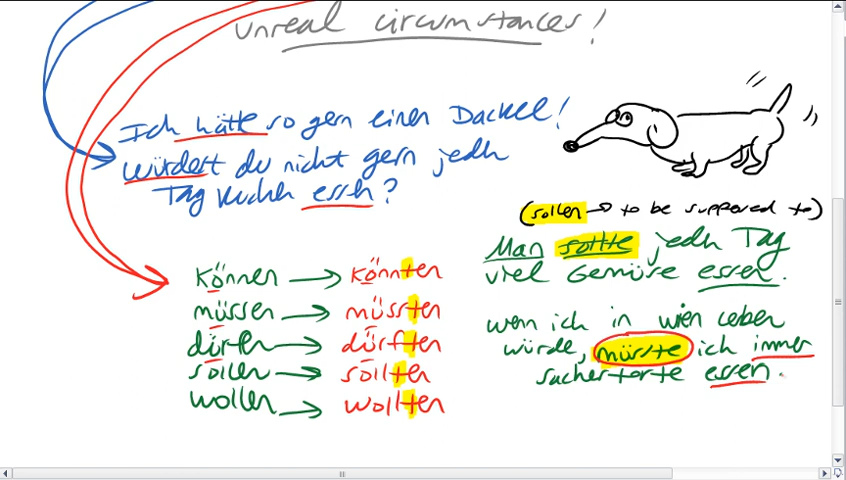 unreal circumstances!
Ich hätte so gern einen Dackel!
Würdest du nicht gern jeden
Tag Kuchen essen?
(sollen → to be supposed to)
Man sollte jeden Tag
viel Gemüse essen.
wenn ich in Wien leben
würde, müsste ich immer
Sachertorte essen.
können → könnten
müssen → müssten
dürfen → dürften
sollen → sollten
wollen → wollten